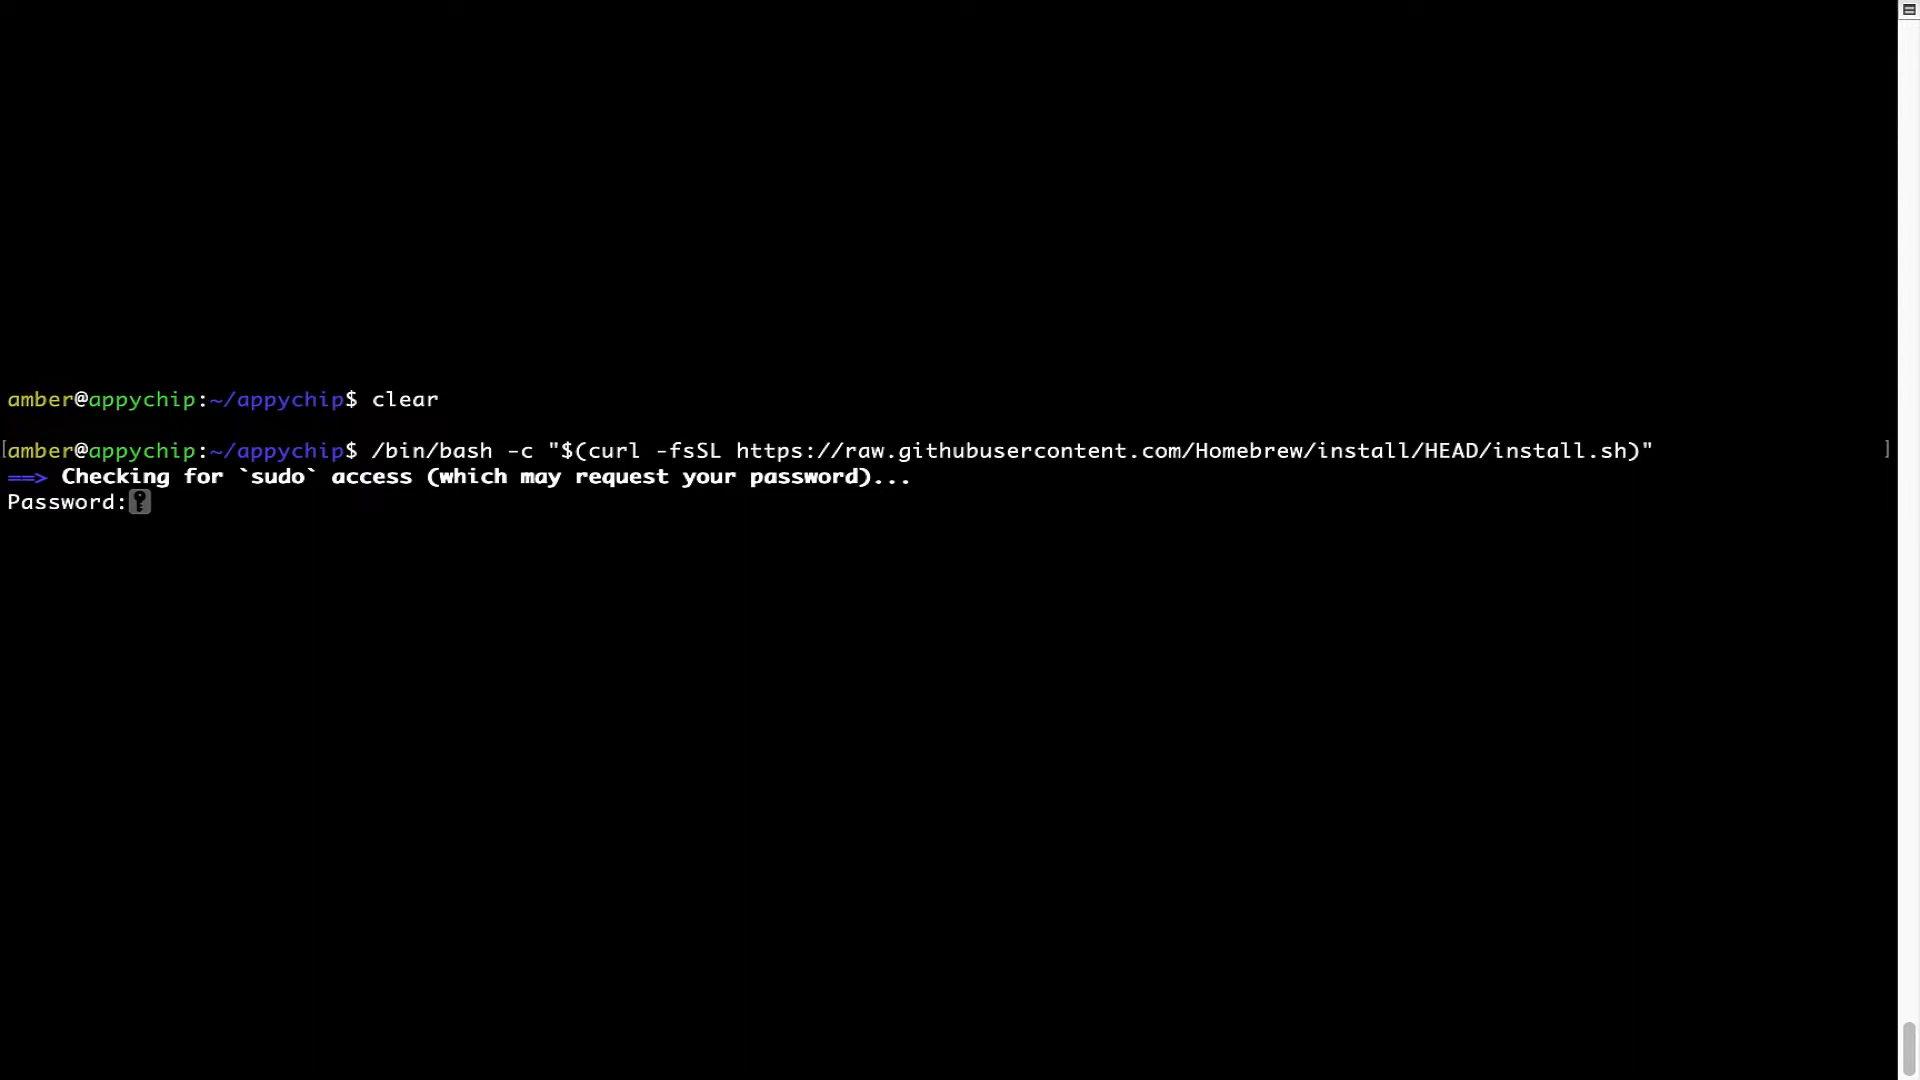 amber@appychip:~/appychip$ clear
[amber@appychip:~/appychip$ /bin/bash -c "$(curl -fsSL https://raw.githubusercontent.com/Homebrew/install/HEAD/install.sh)" ]
==> Checking for `sudo` access (which may request your password)...
Password: